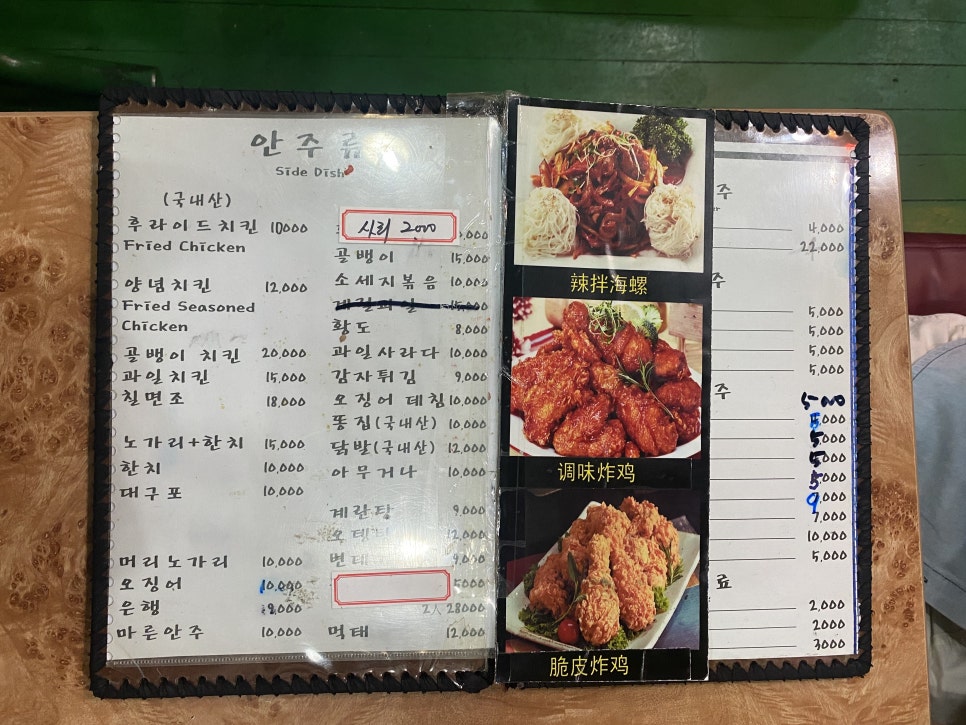 안주류
Side Dish
(국내산)
후라이드치킨 10000
Fried Chicken
양념치킨 12,000
Fried Seasoned
Chicken
골뱅이 치킨 20,000
과일치킨 15,000
칠면조 18,000
노가리+한치 15,000
한치 10,000
대구포 10,000
머리노가리 10,000
오징어 10,000
은행
마른안주 10,000
사리 2000
골뱅이 15,000
소세지볶음 10,000
황도 8,000
과일사라다 10,000
감자튀김 9,000
오징어 데침 10,000
똥집(국내산) 10,000
닭발(국내산) 12,000
아무거나 10,000
계란탕 9,000
12,000
9,000
5000
2人 28000
먹태 12,000
辣拌海螺
调味炸鸡
脆皮炸鸡
주
4,000
22,000
주
5,000
5,000
5,000
5,000
주
7,000
10,000
5,000
료
2,000
2000
3000